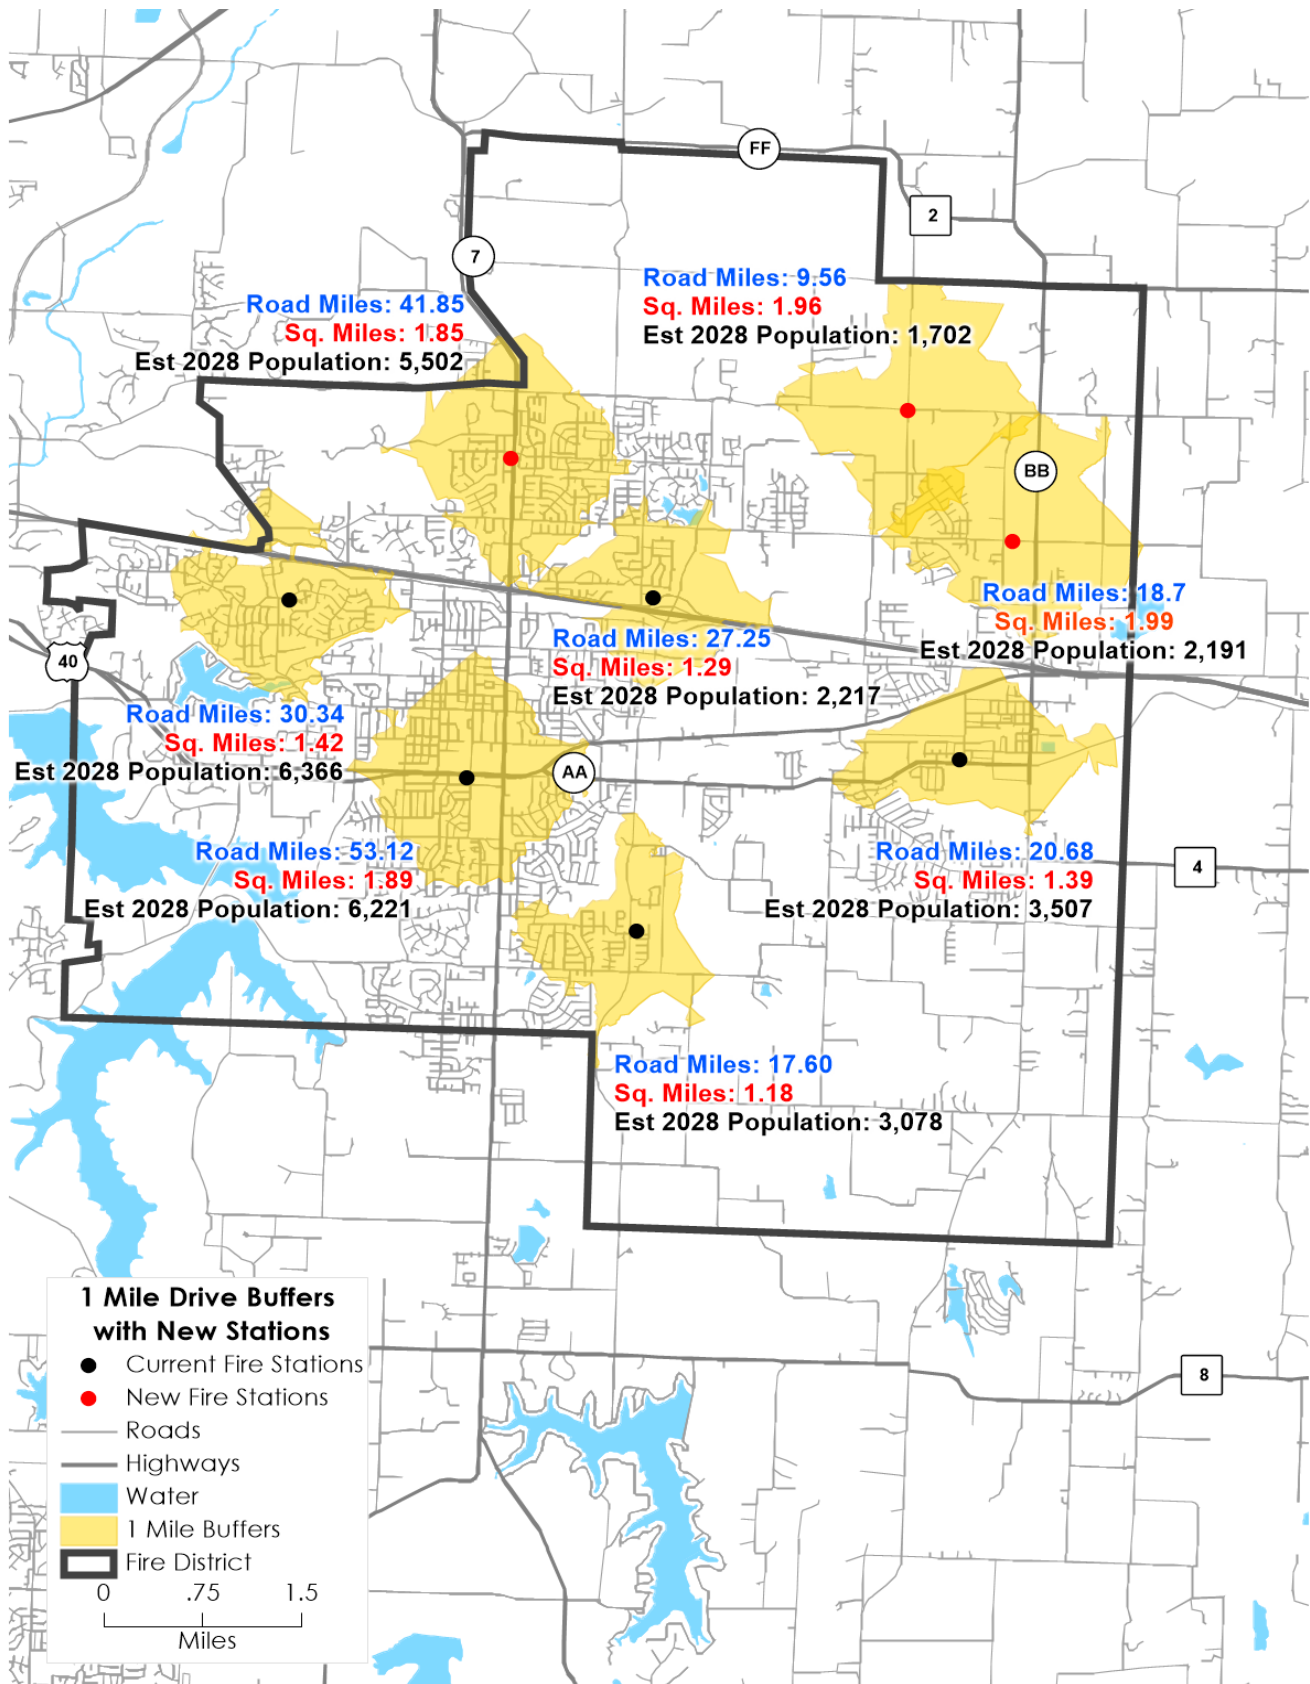 FF
2
7
Road Miles: 9.56
Sq. Miles: 1.96
Est 2028 Population: 1,702
Road Miles: 41.85
Sq. Miles: 1.85
Est 2028 Population: 5,502
BB
Road Miles: 18.7
Sq. Miles: 1.99
Est 2028 Population: 2,191
Road Miles: 27.25
Sq. Miles: 1.29
Est 2028 Population: 2,217
40
Road Miles: 30.34
Sq. Miles: 1.42
Est 2028 Population: 6,366
AA
Road Miles: 53.12
Sq. Miles: 1.89
Est 2028 Population: 6,221
Road Miles: 20.68
Sq. Miles: 1.39
Est 2028 Population: 3,507
4
Road Miles: 17.60
Sq. Miles: 1.18
Est 2028 Population: 3,078
1 Mile Drive Buffers
with New Stations
Current Fire Stations
New Fire Stations
Roads
Highways
Water
1 Mile Buffers
Fire District
0 .75 1.5
Miles
8